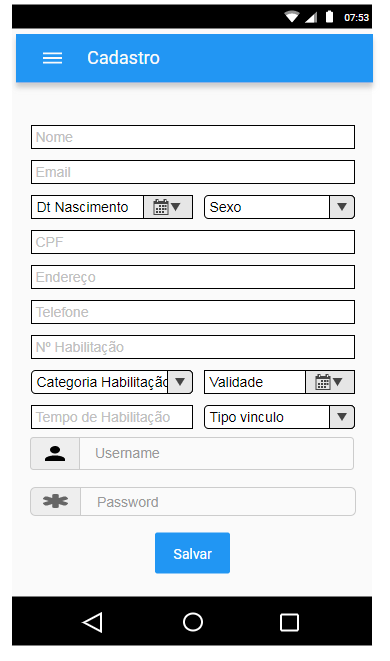 07:53
Cadastro
Nome
Email
Dt Nascimento Sexo
CPF
Endereço
Telefone
Nº Habilitação
Categoria Habilitação Validade
Tempo de Habilitação Tipo vinculo
Username
Password
Salvar